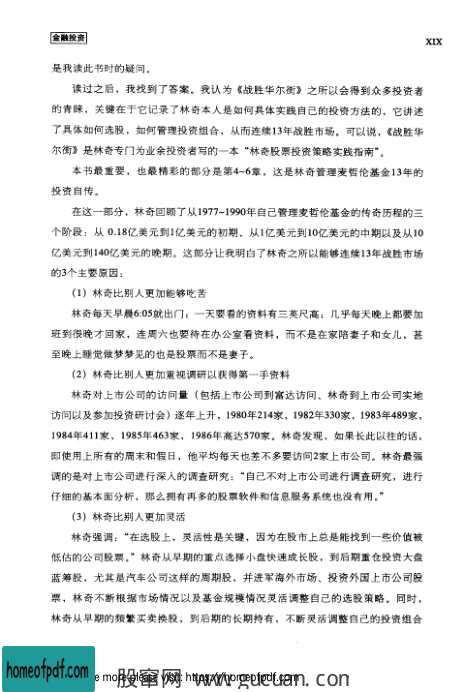 金融投资
XIX
是我读此书时的疑问。
读过之后，我找到了答案。我认为《战胜华尔街》之所以会得到众多投资者
的青睐，关键在于它记录了林奇本人是如何具体实践自己的投资方法的，它讲述
了具体如何选股，如何管理投资组合，从而连续13年战胜市场。可以说，《战胜华
尔街》是林奇专门为业余投资者写的一本“林奇股票投资策略实践指南”。
本书最重要，也最精彩的部分是第4~6章，这是林奇管理麦哲伦基金13年的
投资自传。
在这一部分，林奇回顾了从1977~1990年自己管理麦哲伦基金的传奇历程的三
个阶段：从 0.18亿美元到1亿美元的初期、从1亿美元到10亿美元的中期以及从10
亿美元到140亿美元的晚期。这部分让我明白了林奇之所以能够连续13年战胜市场
的3个主要原因：
（1）林奇比别人更加能够吃苦
林奇每天早晨6:05就出门；一天要看的资料有三英尺高；几乎每天晚上都要加
班到很晚才回家，连周六也要待在办公室看资料，而不是在家陪妻子和女儿，甚
至晚上睡觉做梦梦见的也是股票而不是妻子。
（2）林奇比别人更加重视调研以获得第一手资料
林奇对上市公司的访问量（包括上市公司到富达访问、林奇到上市公司实地
访问以及参加投资研讨会）逐年上升，1980年214家，1982年330家，1983年489家，
1984年411家，1985年463家，1986年高达570家。林奇发现，如果长此以往的话，
即使用上所有的周末和假日，他平均每天也差不多要访问2家上市公司。林奇最强
调的是对上市公司进行深入的调查研究：“自己不对上市公司进行调查研究，进行
仔细的基本面分析，那么拥有再多的股票软件和信息服务系统也没有用。”
（3）林奇比别人更加灵活
林奇强调：“在选股上，灵活性是关键，因为在股市上总是能找到一些价值被
低估的公司股票。”林奇从早期的重点选择小盘快速成长股，到后期重仓投资大盘
蓝筹股，尤其是汽车公司这样的周期股，并进军海外市场、投资外国上市公司股
票，林奇不断根据市场情况以及基金规模情况灵活调整自己的选股策略。同时，
林奇从早期的频繁买卖换股，到后期的长期持有，不断灵活调整自己的投资组合
homeofpdf.com
e more please visit: https://homeofpdf.com
股窜网 www.gucuan.com